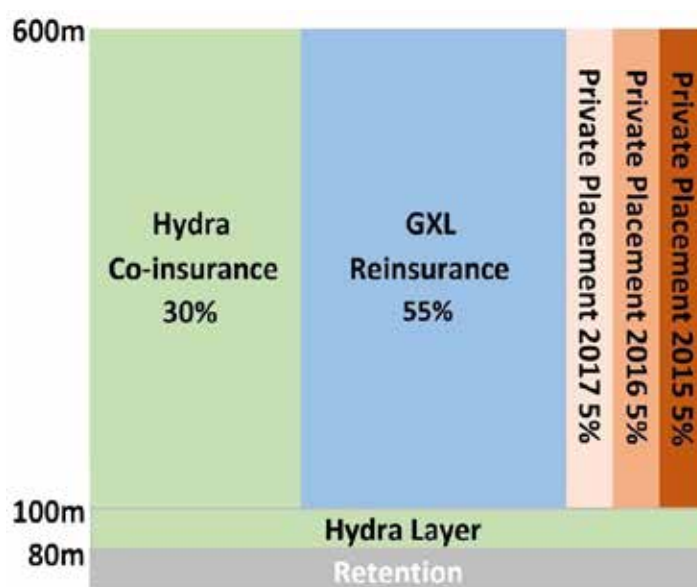 600m
Hydra
Co-insurance
30%
GXL
Reinsurance
55%
Private Placement 2017 5%
Private Placement 2016 5%
Private Placement 2015 5%
100m
Hydra Layer
80m
Retention